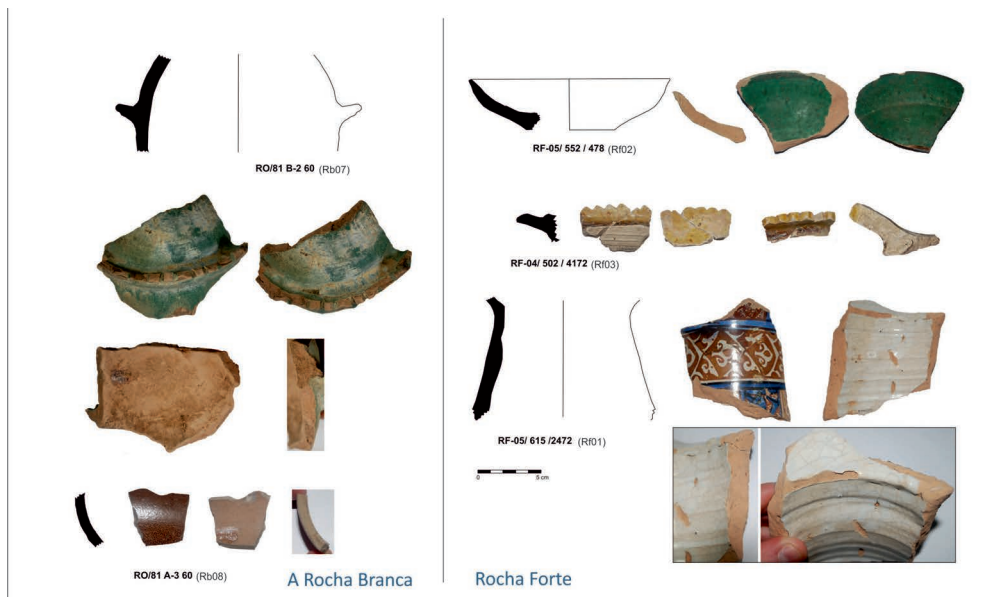 RO/81 B-2 60 (Rb07)
RO/81 A-3 60 (Rb08)
A Rocha Branca
RF-05/ 552 / 478 (Rf02)
RF-04/ 502 / 4172 (Rf03)
RF-05/ 615 /2472 (Rf01)
0 5 cm
Rocha Forte